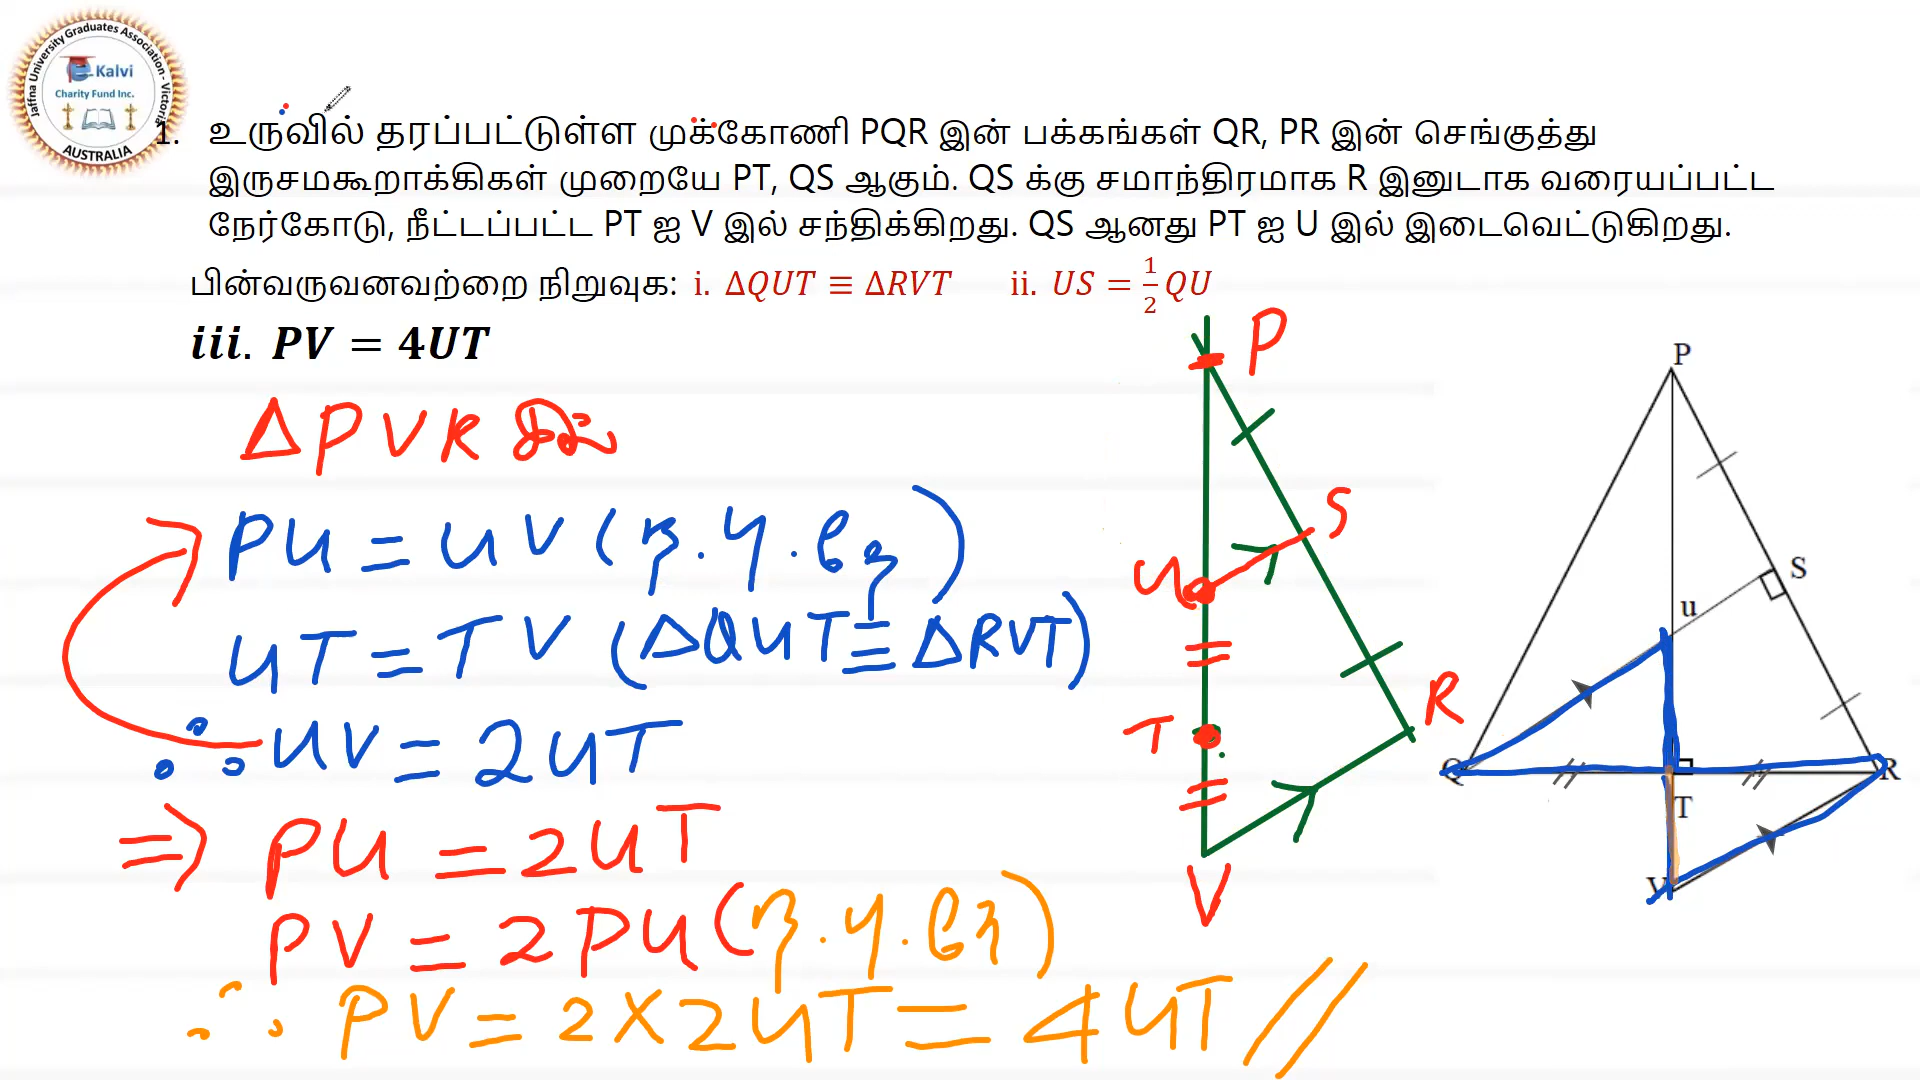 Jaffna University Graduates Association - Victoria
eKalvi
Charity Fund Inc.
AUSTRALIA
1. உருவில் தரப்பட்டுள்ள முக்கோணி PQR இன் பக்கங்கள் QR, PR இன் செங்குத்து
இருசமகூறாக்கிகள் முறையே PT, QS ஆகும். QS க்கு சமாந்திரமாக R இனுடாக வரையப்பட்ட
நேர்கோடு, நீட்டப்பட்ட PT ஐ V இல் சந்திக்கிறது. QS ஆனது PT ஐ U இல் இடைவெட்டுகிறது.
பின்வருவனவற்றை நிறுவுக: i. ΔQUT ≡ ΔRVT ii. US = 1/2 QU
iii. PV = 4UT
Δ PVR இல்
PU = UV (ந.பு.தே)
UT = TV (ΔQUT ≡ ΔRVT)
∴ UV = 2UT
⇒ PU = 2UT
PV = 2PU (ந.பு.தே)
∴ PV = 2 × 2UT = 4UT //
P
S
U
T
R
V
P
S
u
Q
R
T
V